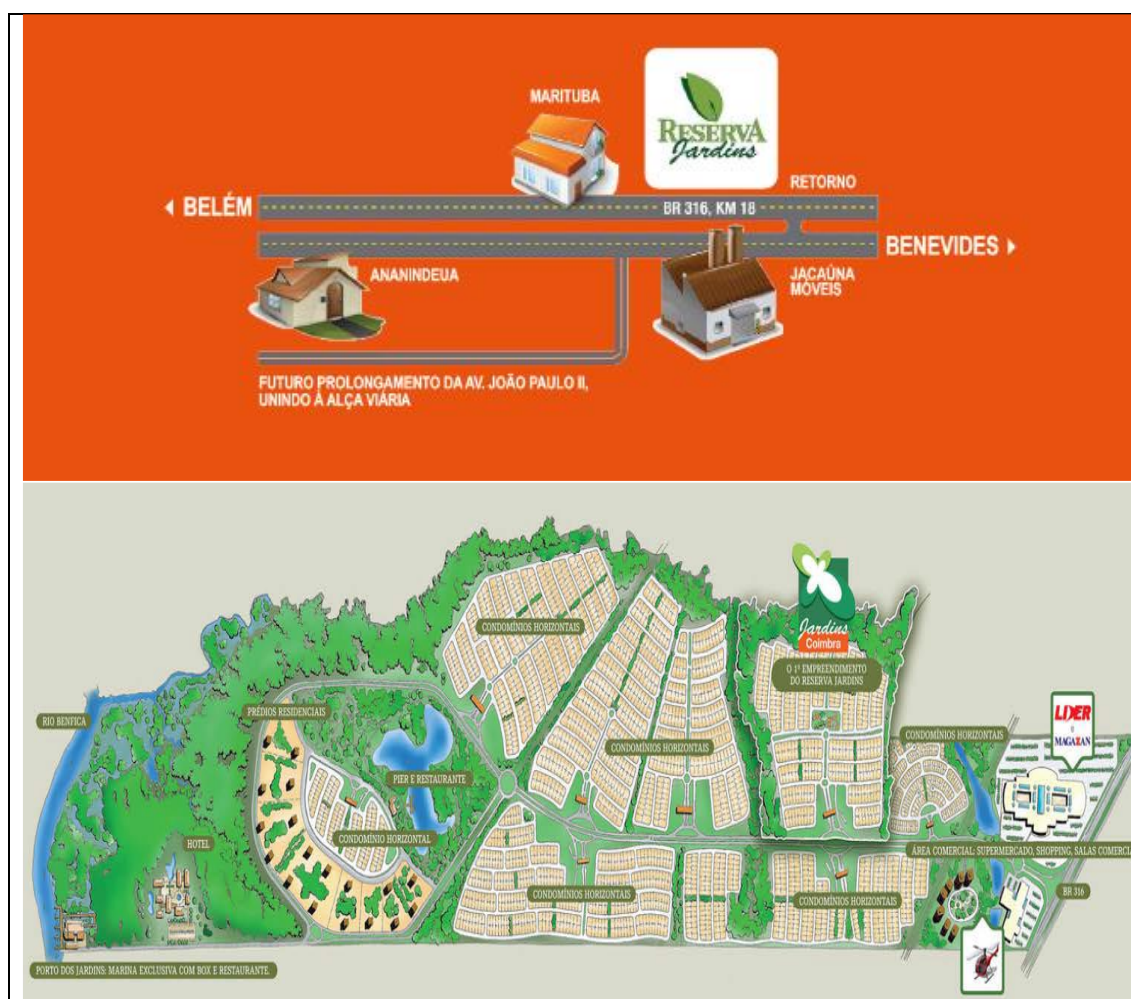 MARITUBA
RESERVA
Jardins
RETORNO
BELÉM
BR 316, KM 18
BENEVIDES
ANANINDEUA
JACAÚNA
MÓVEIS
FUTURO PROLONGAMENTO DA AV. JOÃO PAULO II,
UNINDO À ALÇA VIÁRIA
Jardins
Coimbra
O 1º EMPREENDIMENTO
DO RESERVA JARDINS
CONDOMÍNIOS HORIZONTAIS
RIO BENFICA
PRÉDIOS RESIDENCIAIS
LIDER
MAGAZAN
CONDOMÍNIOS HORIZONTAIS
CONDOMÍNIOS HORIZONTAIS
PIER E RESTAURANTE
CONDOMÍNIO HORIZONTAL
HOTEL
ÁREA COMERCIAL: SUPERMERCADO, SHOPPING, SALAS COMERCIA
CONDOMÍNIOS HORIZONTAIS
CONDOMÍNIOS HORIZONTAIS
BR 316
PORTO DOS JARDINS: MARINA EXCLUSIVA COM BOX E RESTAURANTE.